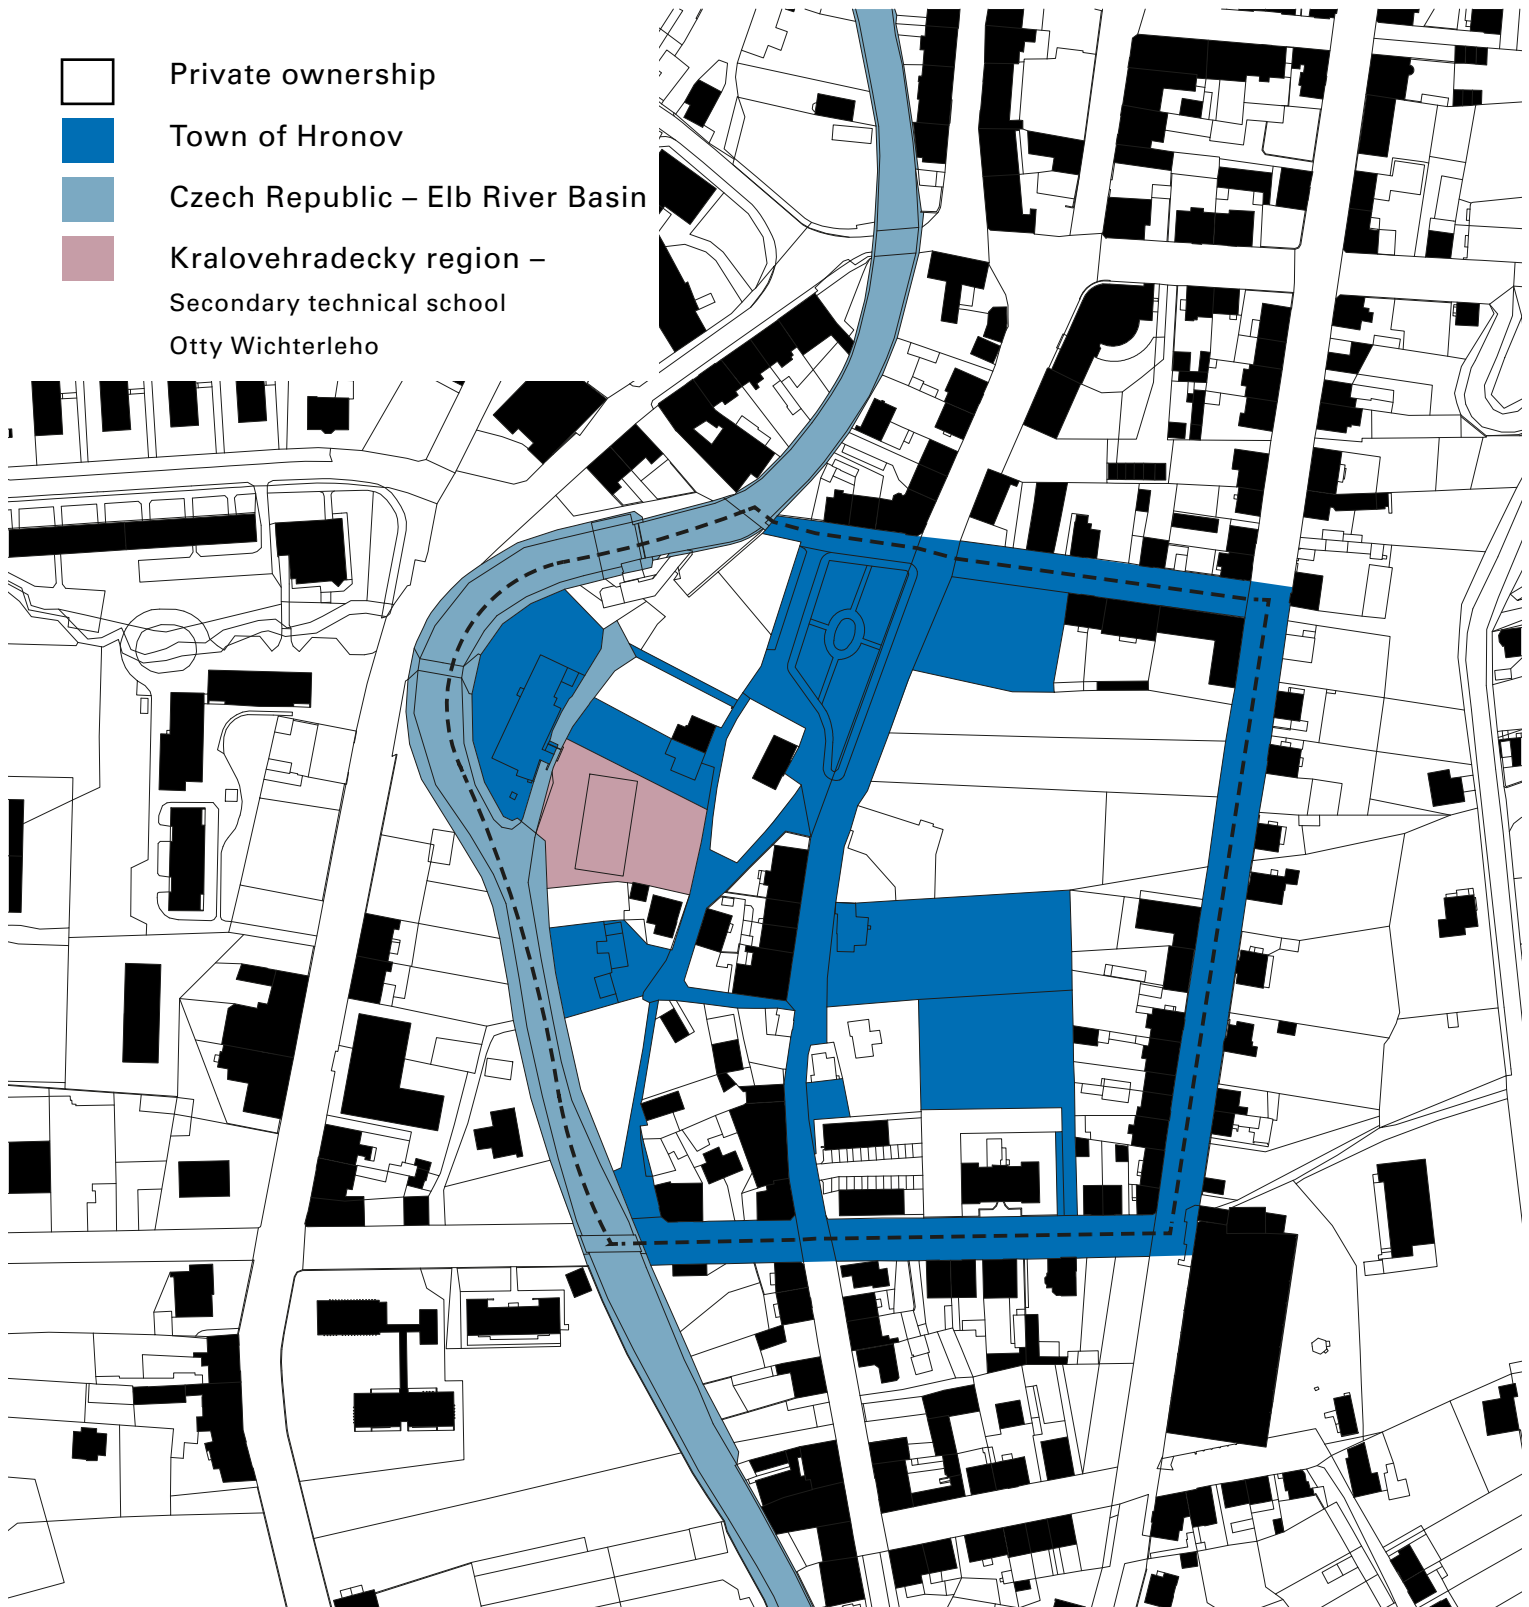 Private ownership
Town of Hronov
Czech Republic – Elb River Basin
Kralovehradecky region –
Secondary technical school
Otty Wichterleho